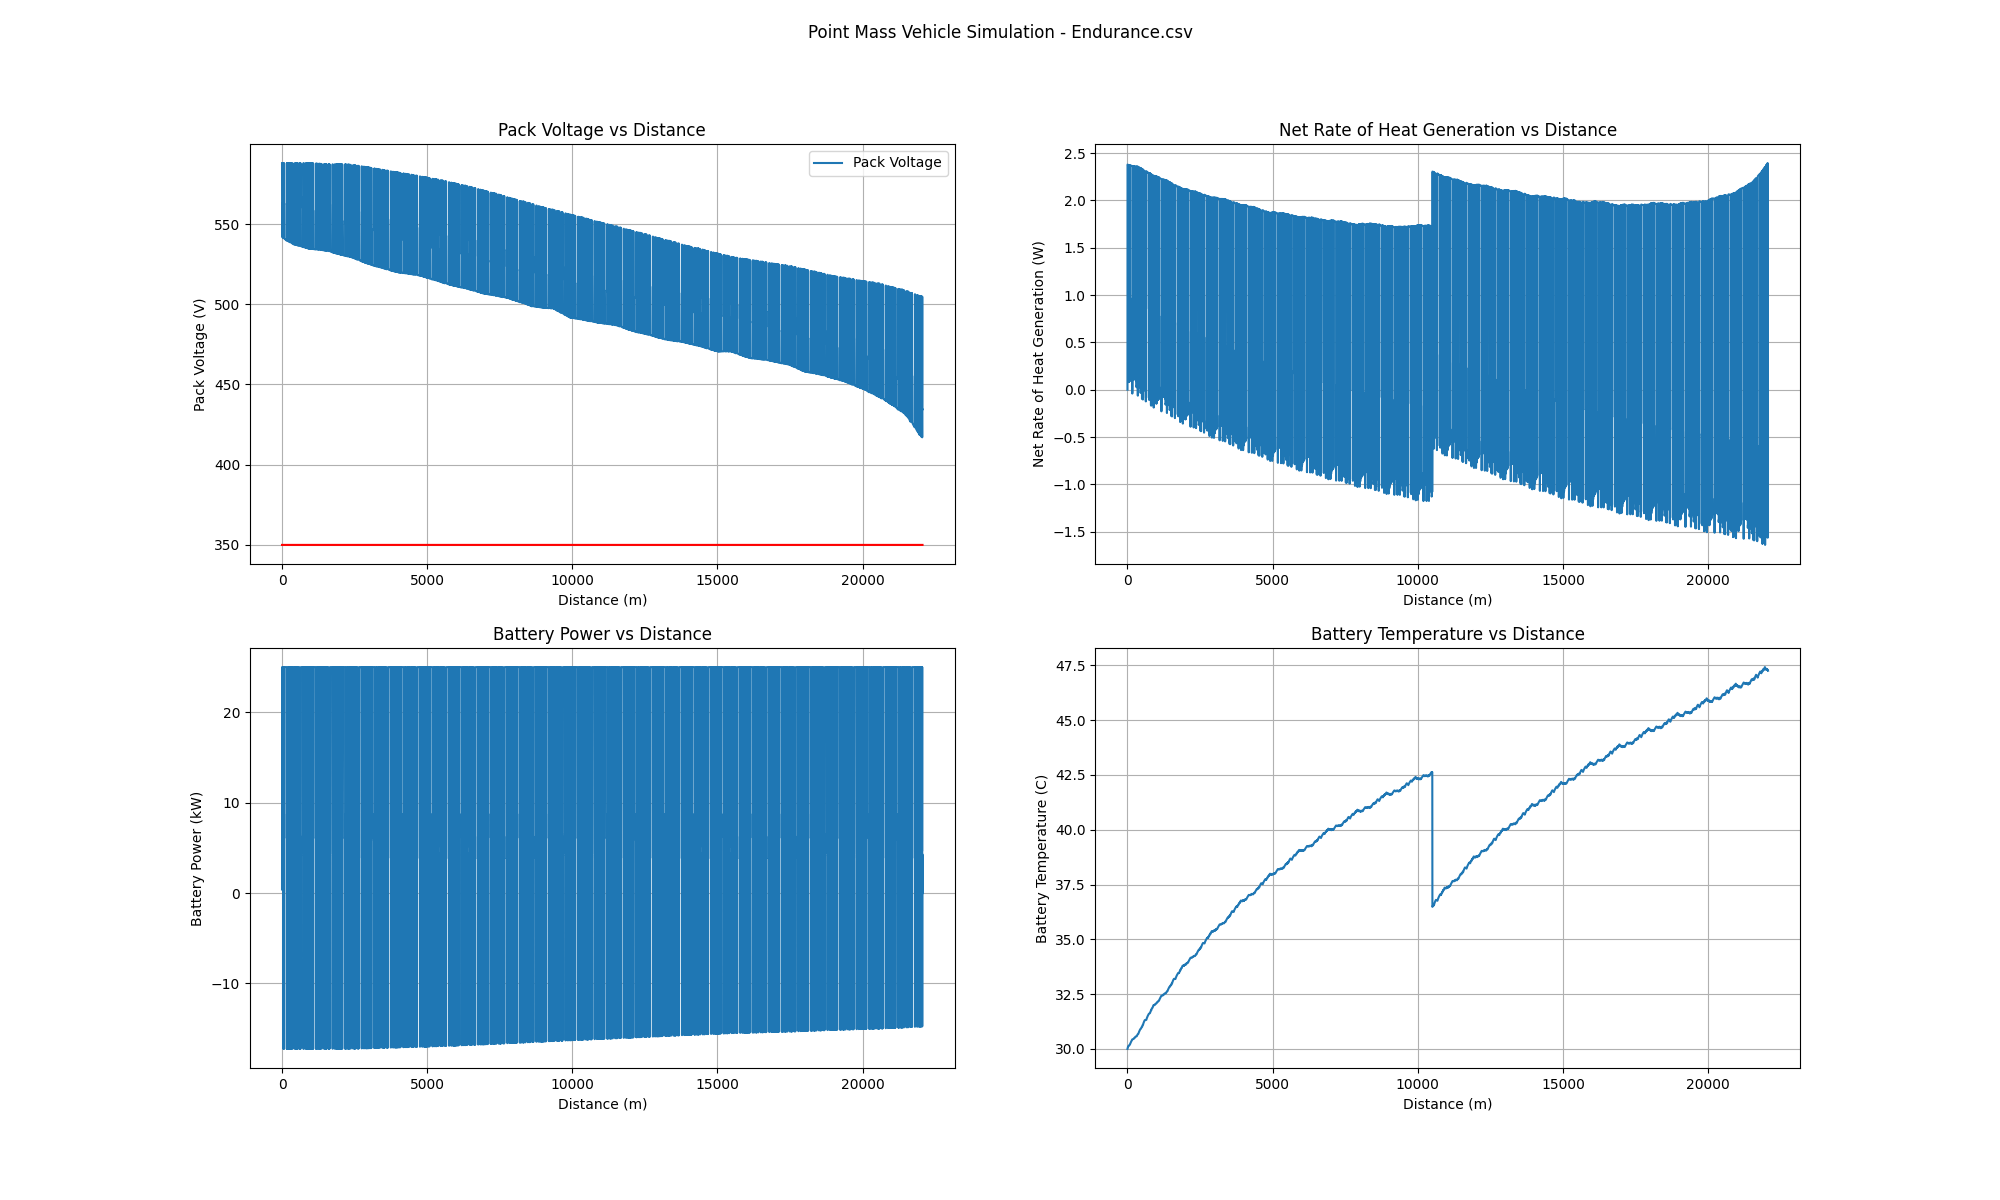 Point Mass Vehicle Simulation - Endurance.csv
Pack Voltage vs Distance
Pack Voltage
Pack Voltage (V)
550
500
450
400
350
0 5000 10000 15000 20000
Distance (m)
Net Rate of Heat Generation vs Distance
Net Rate of Heat Generation (W)
2.5
2.0
1.5
1.0
0.5
0.0
−0.5
−1.0
−1.5
0 5000 10000 15000 20000
Distance (m)
Battery Power vs Distance
Battery Power (kW)
20
10
0
−10
0 5000 10000 15000 20000
Distance (m)
Battery Temperature vs Distance
Battery Temperature (C)
47.5
45.0
42.5
40.0
37.5
35.0
32.5
30.0
0 5000 10000 15000 20000
Distance (m)